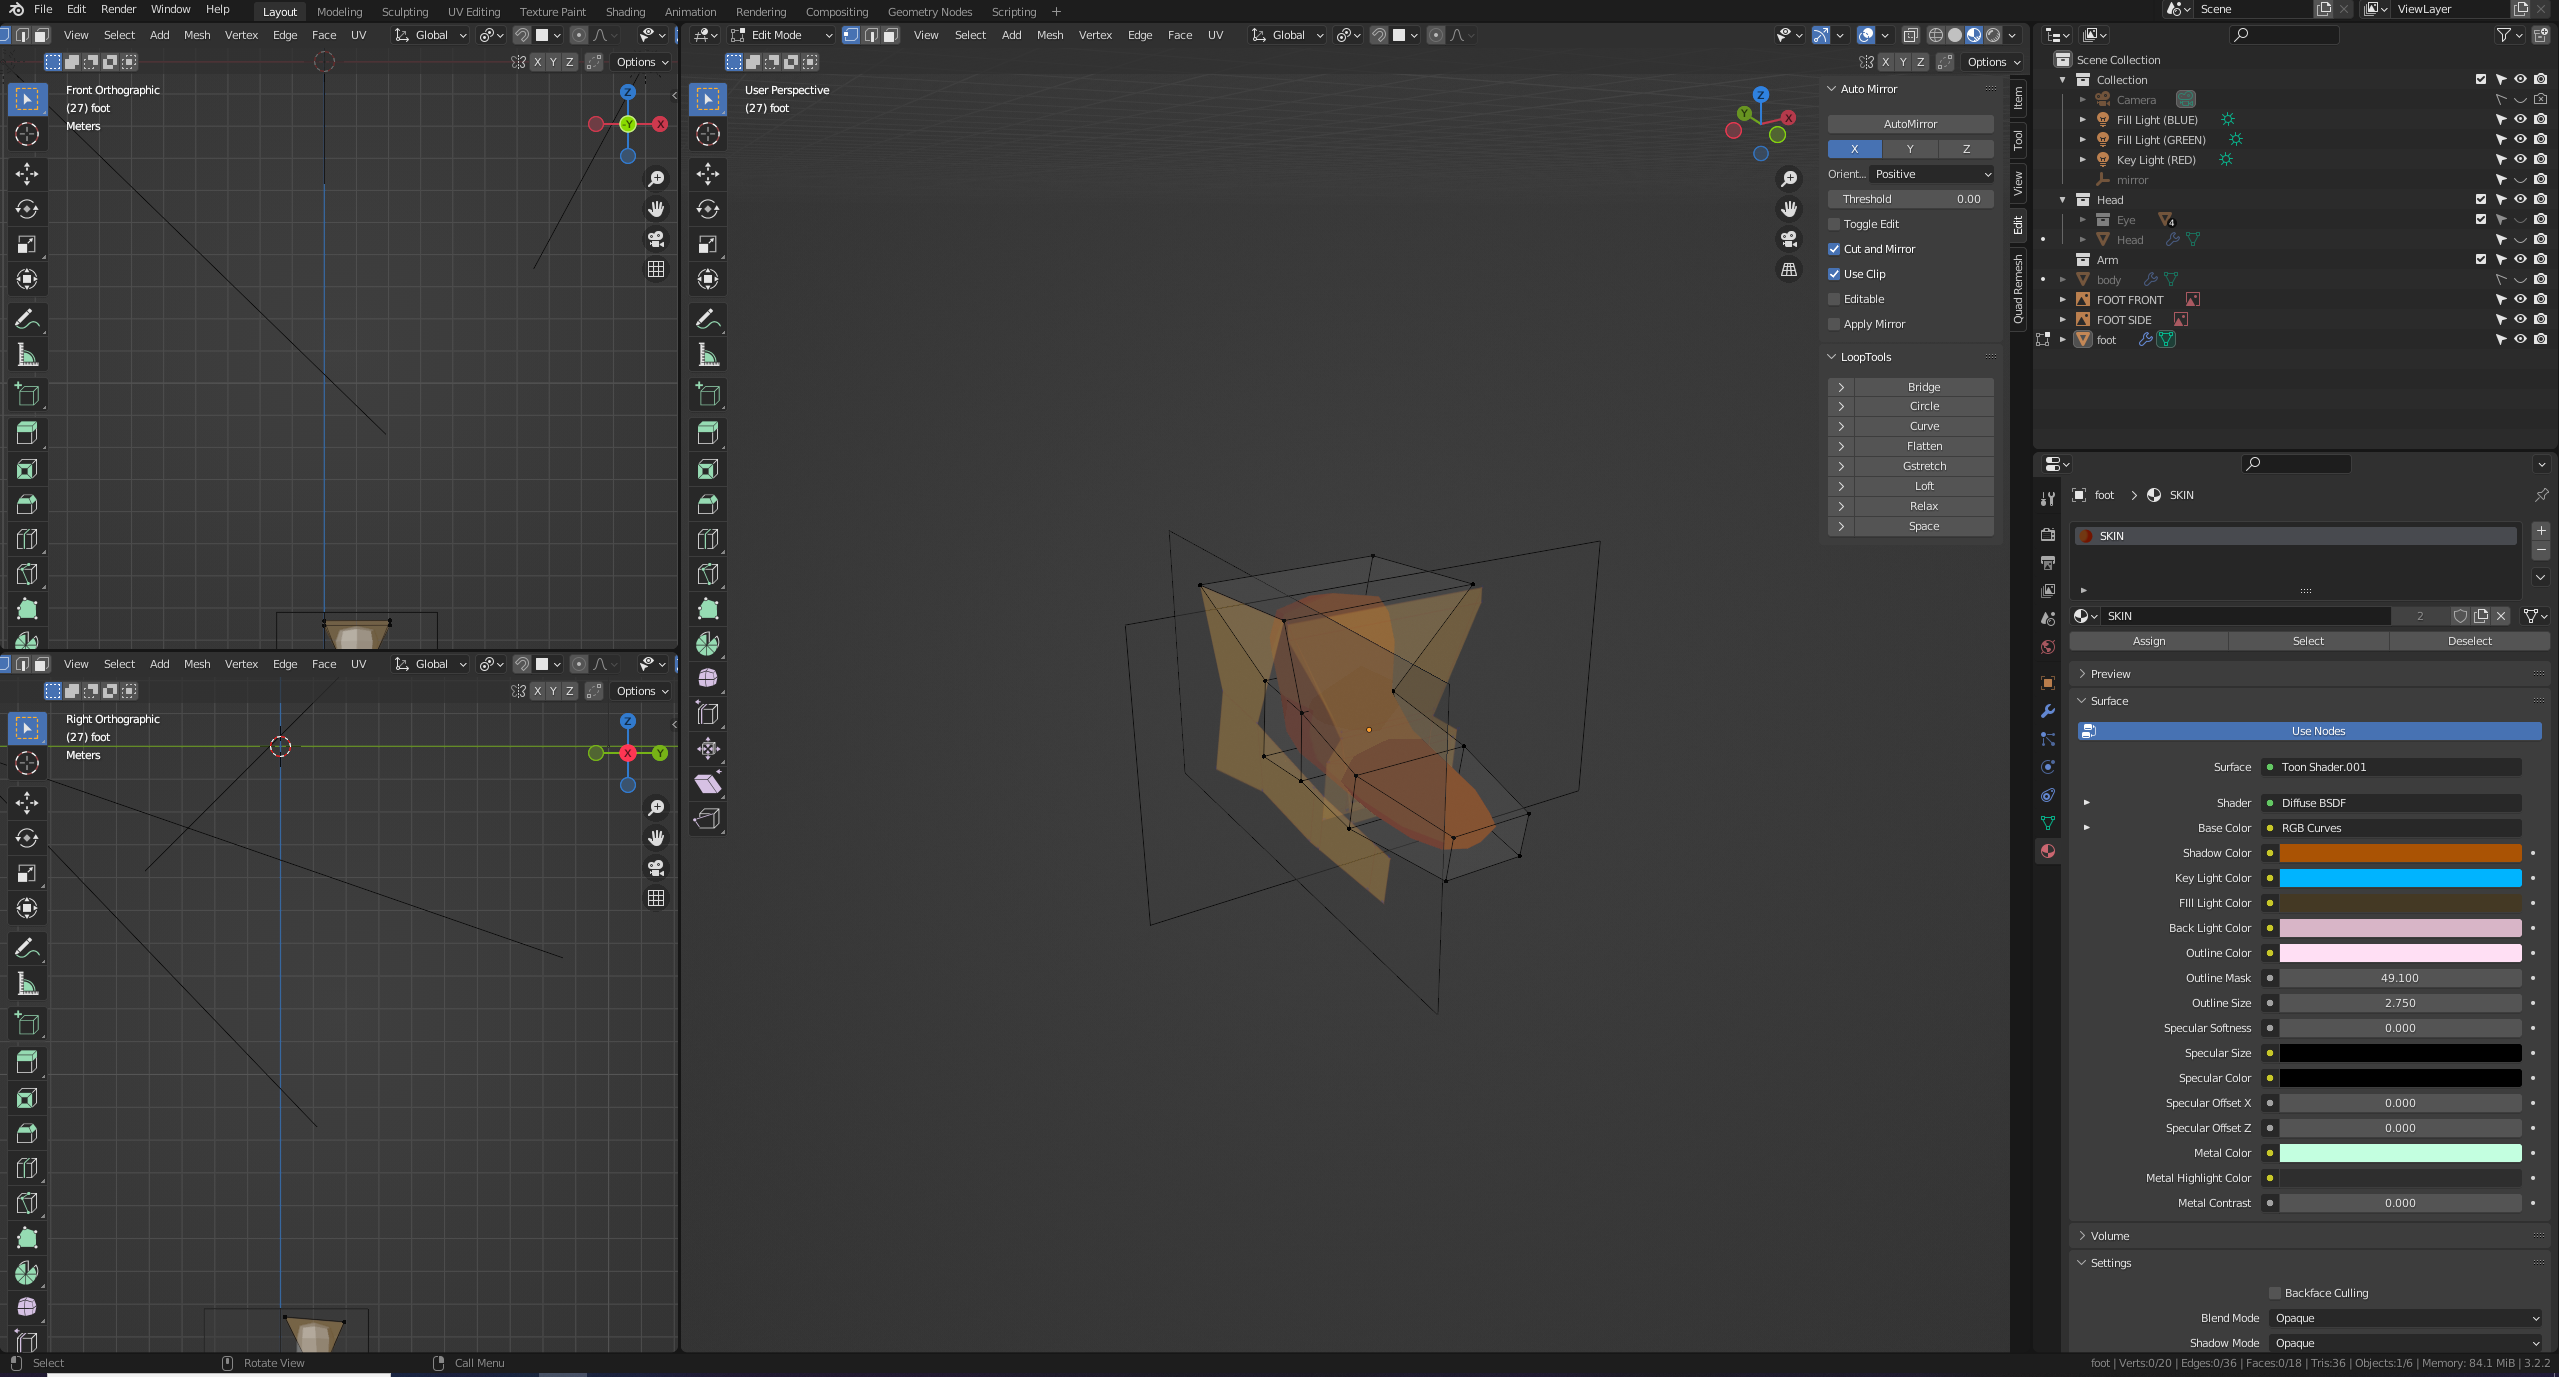 File Edit Render Window Help Layout Modeling Sculpting UV Editing Texture Paint Shading Animation Rendering Compositing Geometry Nodes Scripting + Scene ViewLayer
View Select Add Mesh Vertex Edge Face UV Global
X Y Z Options
Front Orthographic
(27) foot
Meters
Z
-Y X
View Select Add Mesh Vertex Edge Face UV Global
X Y Z Options
Right Orthographic
(27) foot
Meters
Z
X Y
Edit Mode View Select Add Mesh Vertex Edge Face UV Global
X Y Z Options
User Perspective
(27) foot
Z
Y X
Auto Mirror
AutoMirror
X Y Z
Orient... Positive
Threshold 0.00
Toggle Edit
Cut and Mirror
Use Clip
Editable
Apply Mirror
LoopTools
Bridge
Circle
Curve
Flatten
Gstretch
Loft
Relax
Space
Item
Tool
View
Edit
Quad Remesh
Scene Collection
Collection
Camera
Fill Light (BLUE)
Fill Light (GREEN)
Key Light (RED)
mirror
Head
Eye 4
Head
Arm
body
FOOT FRONT
FOOT SIDE
foot
foot > SKIN
SKIN
SKIN 2
Assign Select Deselect
Preview
Surface
Use Nodes
Surface Toon Shader.001
Shader Diffuse BSDF
Base Color RGB Curves
Shadow Color
Key Light Color
FIll Light Color
Back Light Color
Outline Color
Outline Mask 49.100
Outline Size 2.750
Specular Softness 0.000
Specular Size
Specular Color
Specular Offset X 0.000
Specular Offset Z 0.000
Metal Color
Metal Highlight Color
Metal Contrast 0.000
Volume
Settings
Backface Culling
Blend Mode Opaque
Shadow Mode Opaque
Select Rotate View Call Menu foot | Verts:0/20 | Edges:0/36 | Faces:0/18 | Tris:36 | Objects:1/6 | Memory: 84.1 MiB | 3.2.2